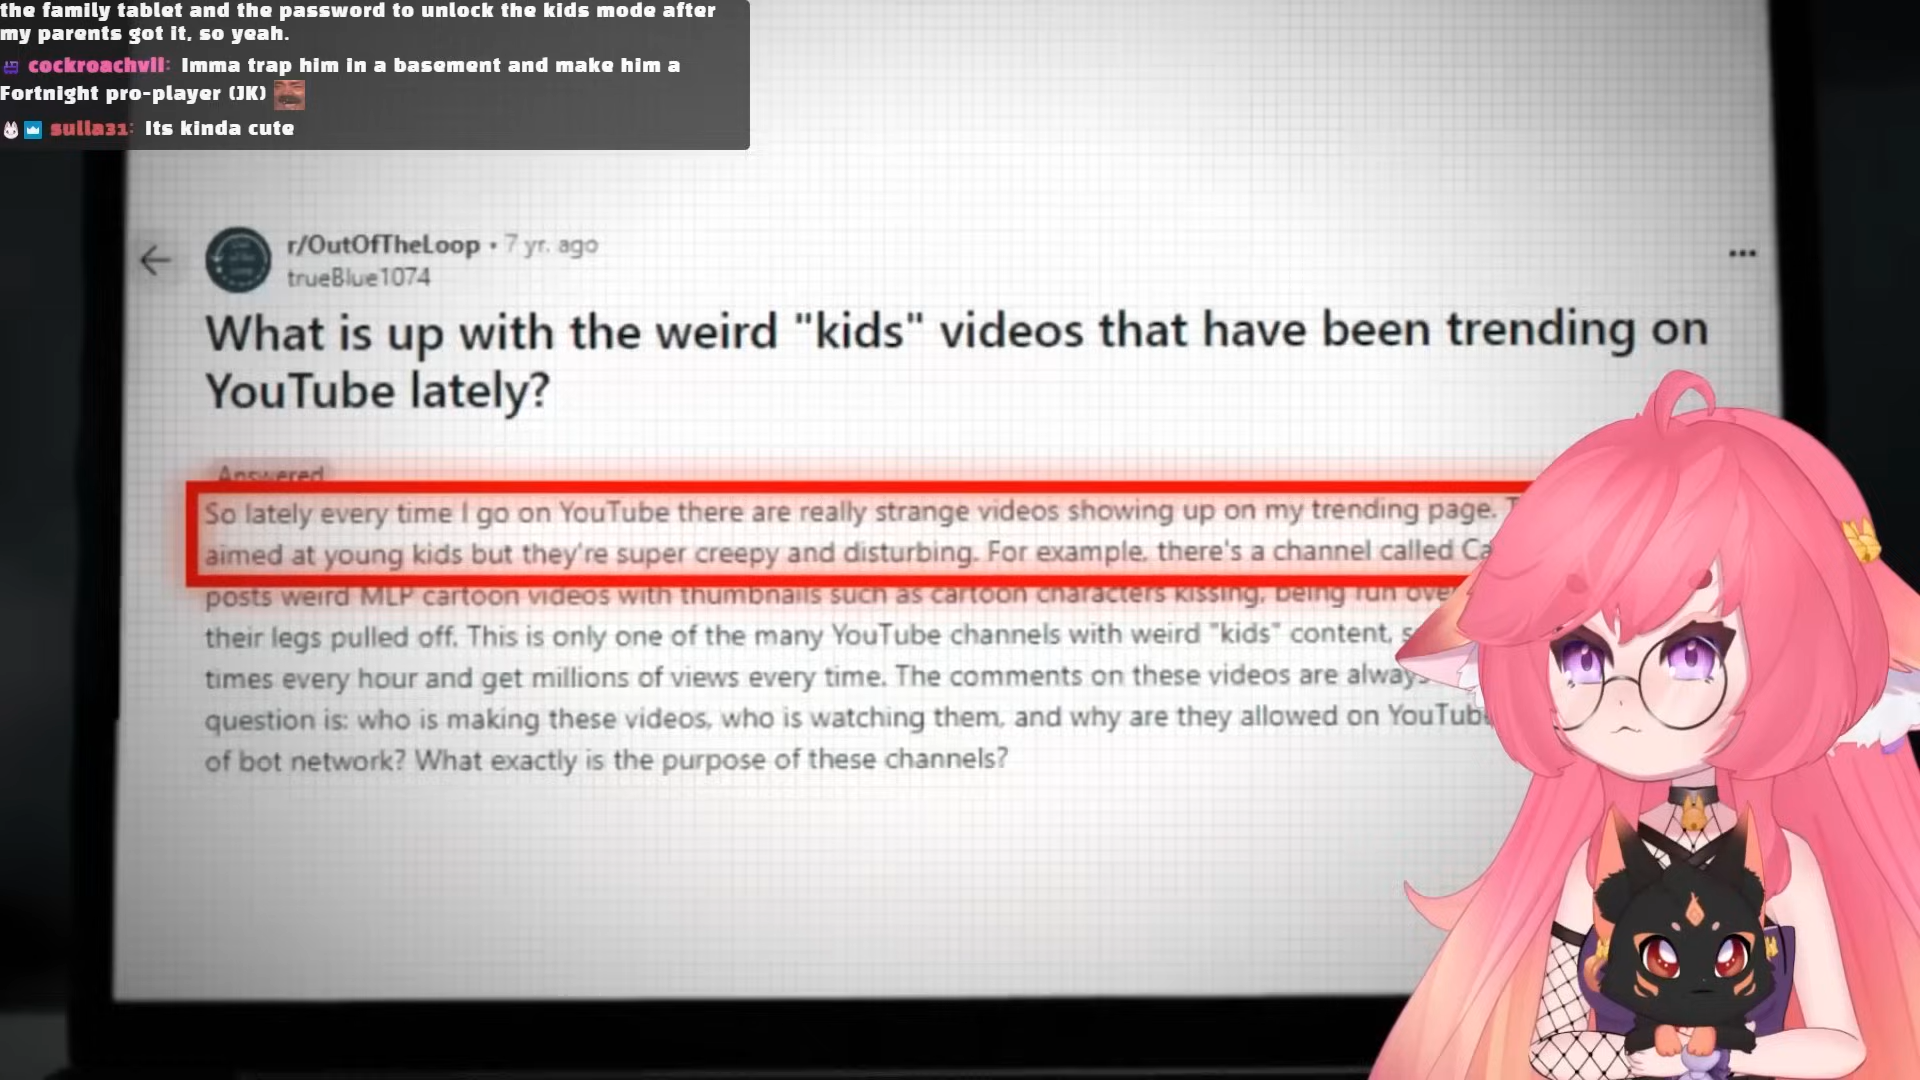 the family tablet and the password to unlock the kids mode after
my parents got it, so yeah.
cockroachvii: Imma trap him in a basement and make him a
Fortnight pro-player (JK)
sulla31: Its kinda cute
r/OutOfTheLoop • 7 yr. ago
trueBlue1074
What is up with the weird "kids" videos that have been trending on
YouTube lately?
Answered
So lately every time I go on YouTube there are really strange videos showing up on my trending page.
aimed at young kids but they're super creepy and disturbing. For example, there's a channel called
posts weird MLP cartoon videos with thumbnails such as cartoon characters kissing, being run
their legs pulled off. This is only one of the many YouTube channels with weird "kids" content,
times every hour and get millions of views every time. The comments on these videos are
question is: who is making these videos, who is watching them, and why are they allowed on
of bot network? What exactly is the purpose of these channels?